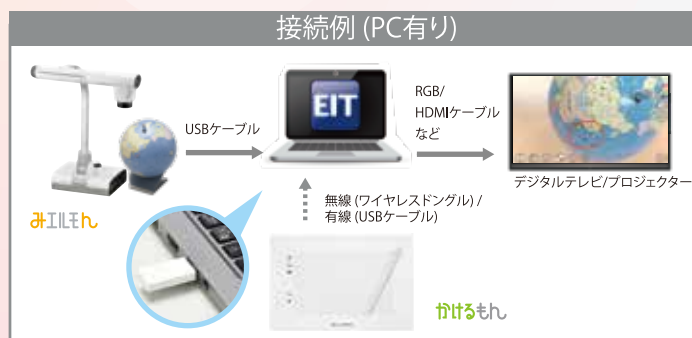 接続例 (PC有り)
EIT
USBケーブル
RGB/
HDMIケーブル
など
デジタルテレビ/プロジェクター
無線 (ワイヤレスドングル) /
有線 (USBケーブル)
みエルモん
かけるもん